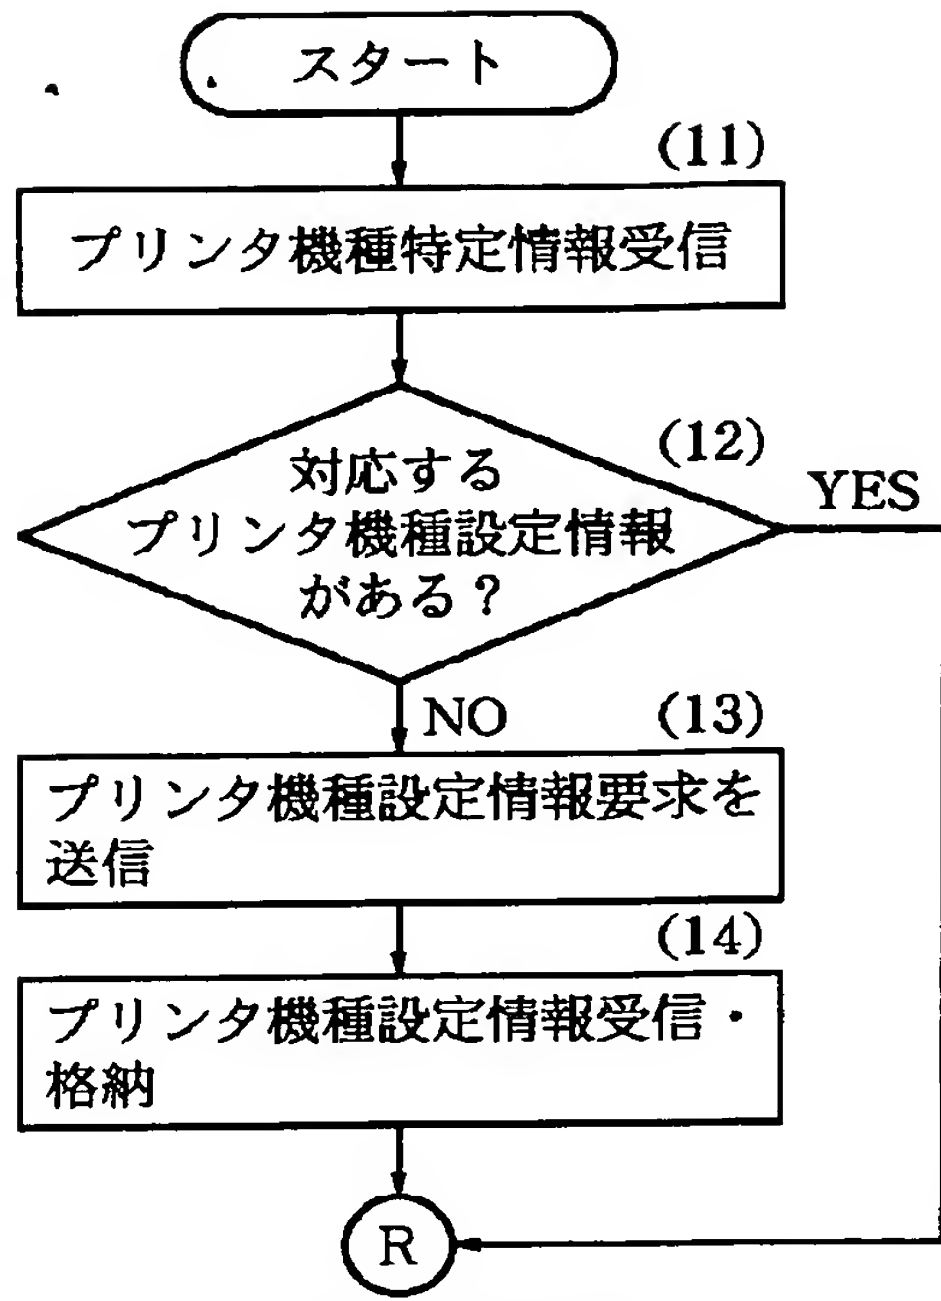 スタート
(11)
プリンタ機種特定情報受信
(12)
対応する
プリンタ機種設定情報
がある?
YES
NO
(13)
プリンタ機種設定情報要求を
送信
(14)
プリンタ機種設定情報受信・
格納
R